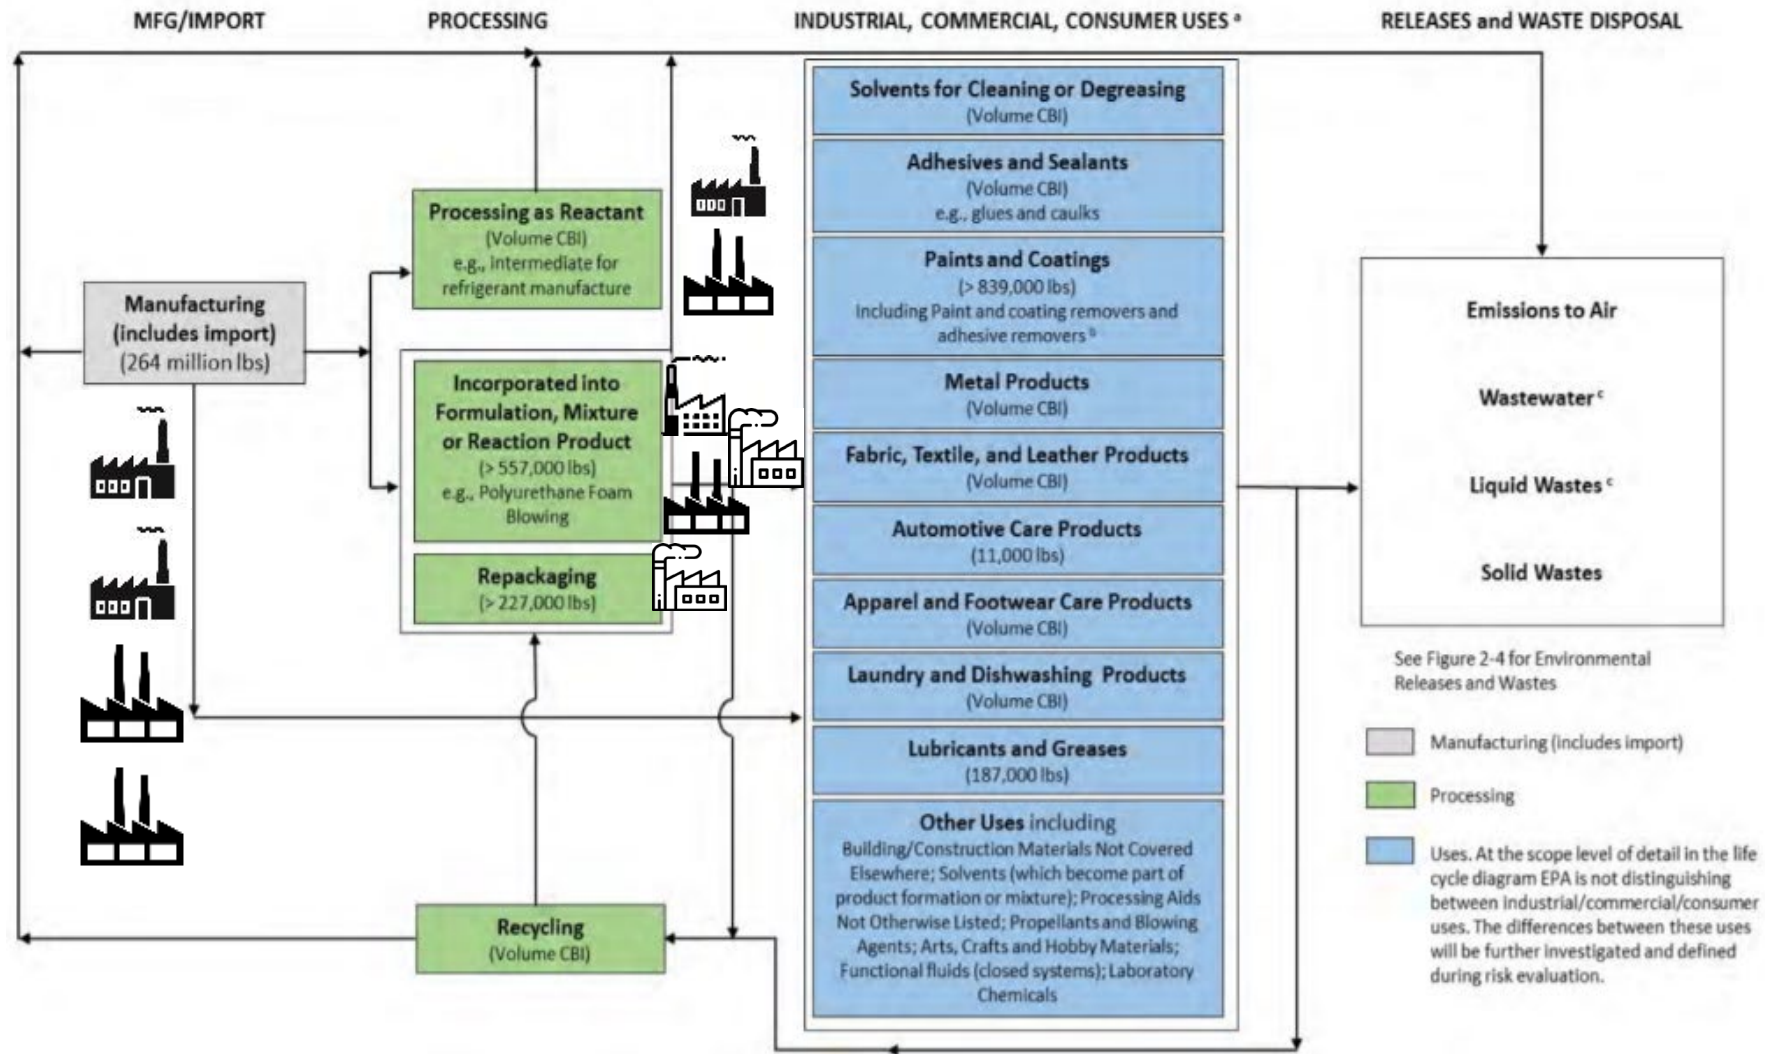 MFG/IMPORT
PROCESSING
INDUSTRIAL, COMMERCIAL, CONSUMER USES a
RELEASES and WASTE DISPOSAL
Manufacturing
(includes import)
(264 million lbs)
Processing as Reactant
(Volume CBI)
e.g., intermediate for
refrigerant manufacture
Incorporated into
Formulation, Mixture
or Reaction Product
(> 557,000 lbs)
e.g., Polyurethane Foam
Blowing
Repackaging
(> 227,000 lbs)
Recycling
(Volume CBI)
Solvents for Cleaning or Degreasing
(Volume CBI)
Adhesives and Sealants
(Volume CBI)
e.g., glues and caulks
Paints and Coatings
(> 839,000 lbs)
Including Paint and coating removers and
adhesive removers b
Metal Products
(Volume CBI)
Fabric, Textile, and Leather Products
(Volume CBI)
Automotive Care Products
(11,000 lbs)
Apparel and Footwear Care Products
(Volume CBI)
Laundry and Dishwashing Products
(Volume CBI)
Lubricants and Greases
(187,000 lbs)
Other Uses including
Building/Construction Materials Not Covered
Elsewhere; Solvents (which become part of
product formation or mixture); Processing Aids
Not Otherwise Listed; Propellants and Blowing
Agents; Arts, Crafts and Hobby Materials;
Functional fluids (closed systems); Laboratory
Chemicals
Emissions to Air
Wastewater c
Liquid Wastes c
Solid Wastes
See Figure 2-4 for Environmental
Releases and Wastes
Manufacturing (includes import)
Processing
Uses. At the scope level of detail in the life
cycle diagram EPA is not distinguishing
between industrial/commercial/consumer
uses. The differences between these uses
will be further investigated and defined
during risk evaluation.